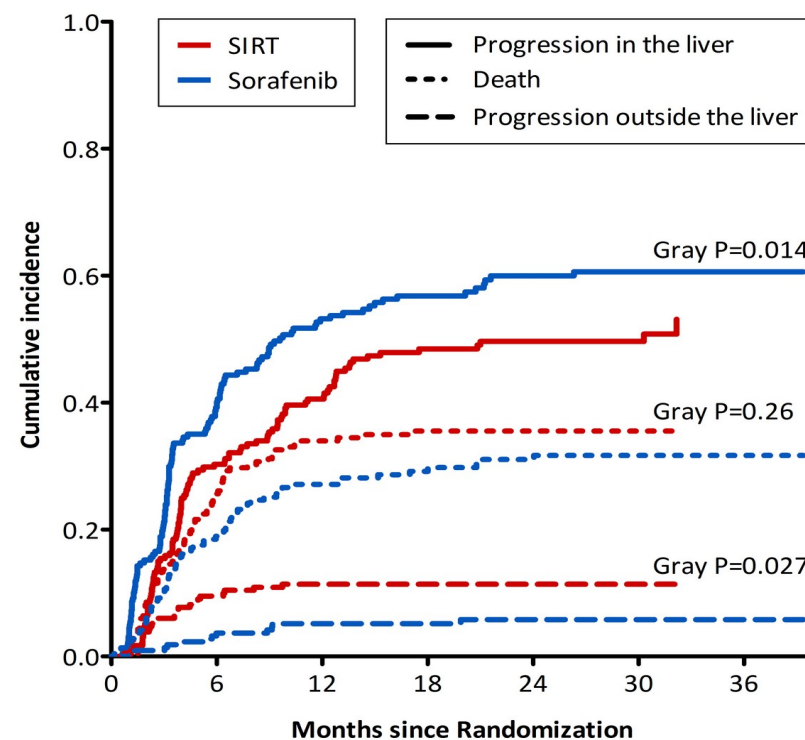 SIRT
Sorafenib
Progression in the liver
Death
Progression outside the liver
1.0
0.8
0.6
0.4
0.2
0.0
Cumulative incidence
Gray P=0.014
Gray P=0.26
Gray P=0.027
0 6 12 18 24 30 36
Months since Randomization